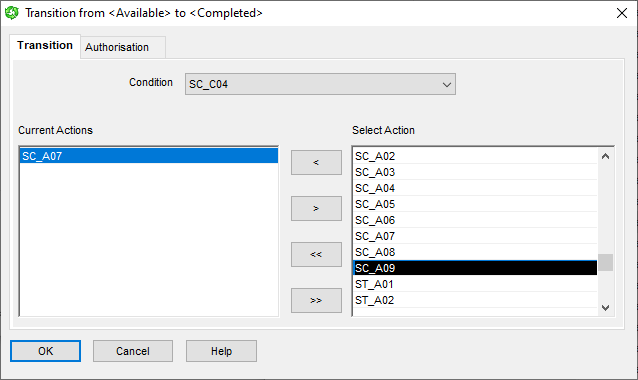 Transition from <Available> to <Completed>
Transition
Authorisation
Condition
SC_C04
Current Actions
Select Action
SC_A07
<
>
<<
>>
SC_A02
SC_A03
SC_A04
SC_A05
SC_A06
SC_A07
SC_A08
SC_A09
ST_A01
ST_A02
OK
Cancel
Help